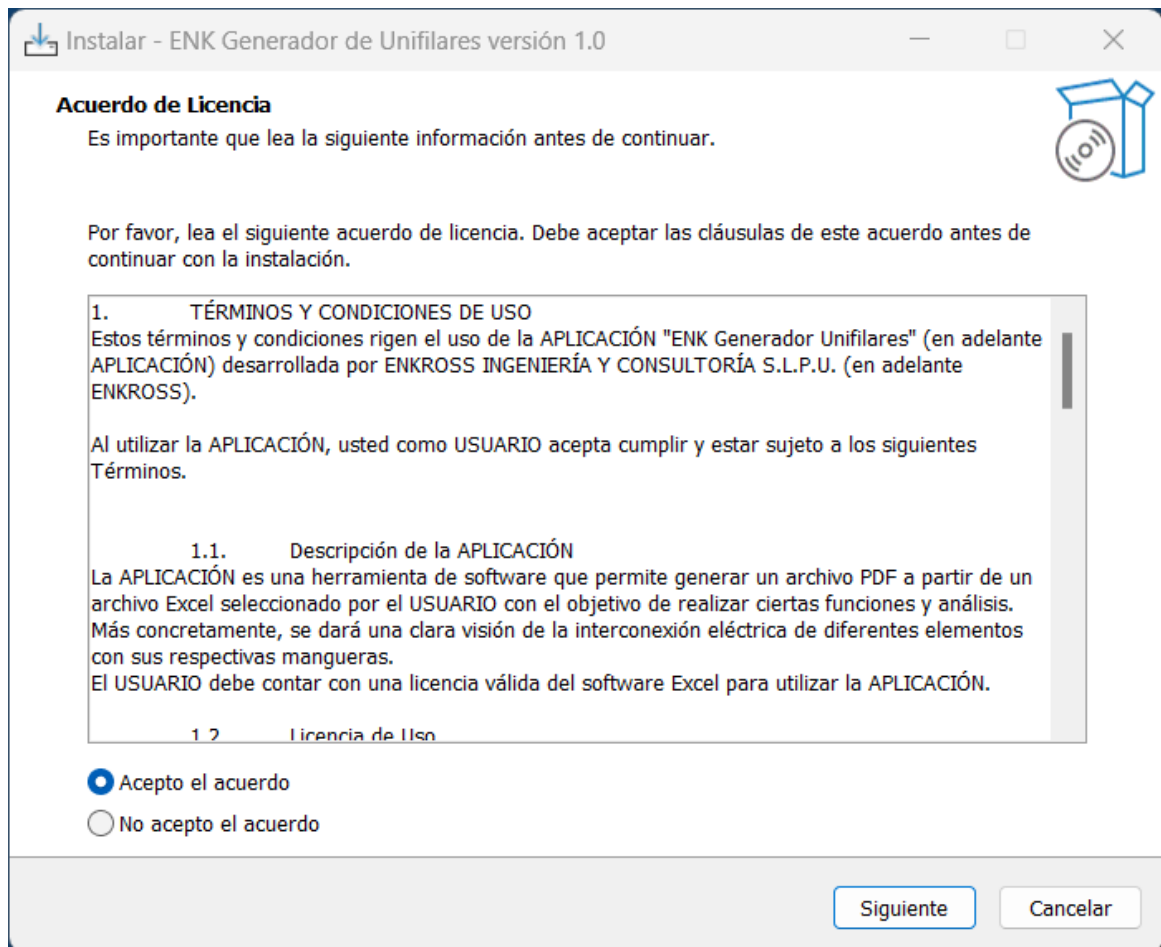 Instalar - ENK Generador de Unifilares versión 1.0
Acuerdo de Licencia
Es importante que lea la siguiente información antes de continuar.
Por favor, lea el siguiente acuerdo de licencia. Debe aceptar las cláusulas de este acuerdo antes de
continuar con la instalación.
1. TÉRMINOS Y CONDICIONES DE USO
Estos términos y condiciones rigen el uso de la APLICACIÓN "ENK Generador Unifilares" (en adelante
APLICACIÓN) desarrollada por ENKROSS INGENIERÍA Y CONSULTORÍA S.L.P.U. (en adelante
ENKROSS).
Al utilizar la APLICACIÓN, usted como USUARIO acepta cumplir y estar sujeto a los siguientes
Términos.
1.1. Descripción de la APLICACIÓN
La APLICACIÓN es una herramienta de software que permite generar un archivo PDF a partir de un
archivo Excel seleccionado por el USUARIO con el objetivo de realizar ciertas funciones y análisis.
Más concretamente, se dará una clara visión de la interconexión eléctrica de diferentes elementos
con sus respectivas mangueras.
El USUARIO debe contar con una licencia válida del software Excel para utilizar la APLICACIÓN.
1.2 Licencia de Uso
Acepto el acuerdo
No acepto el acuerdo
Siguiente
Cancelar